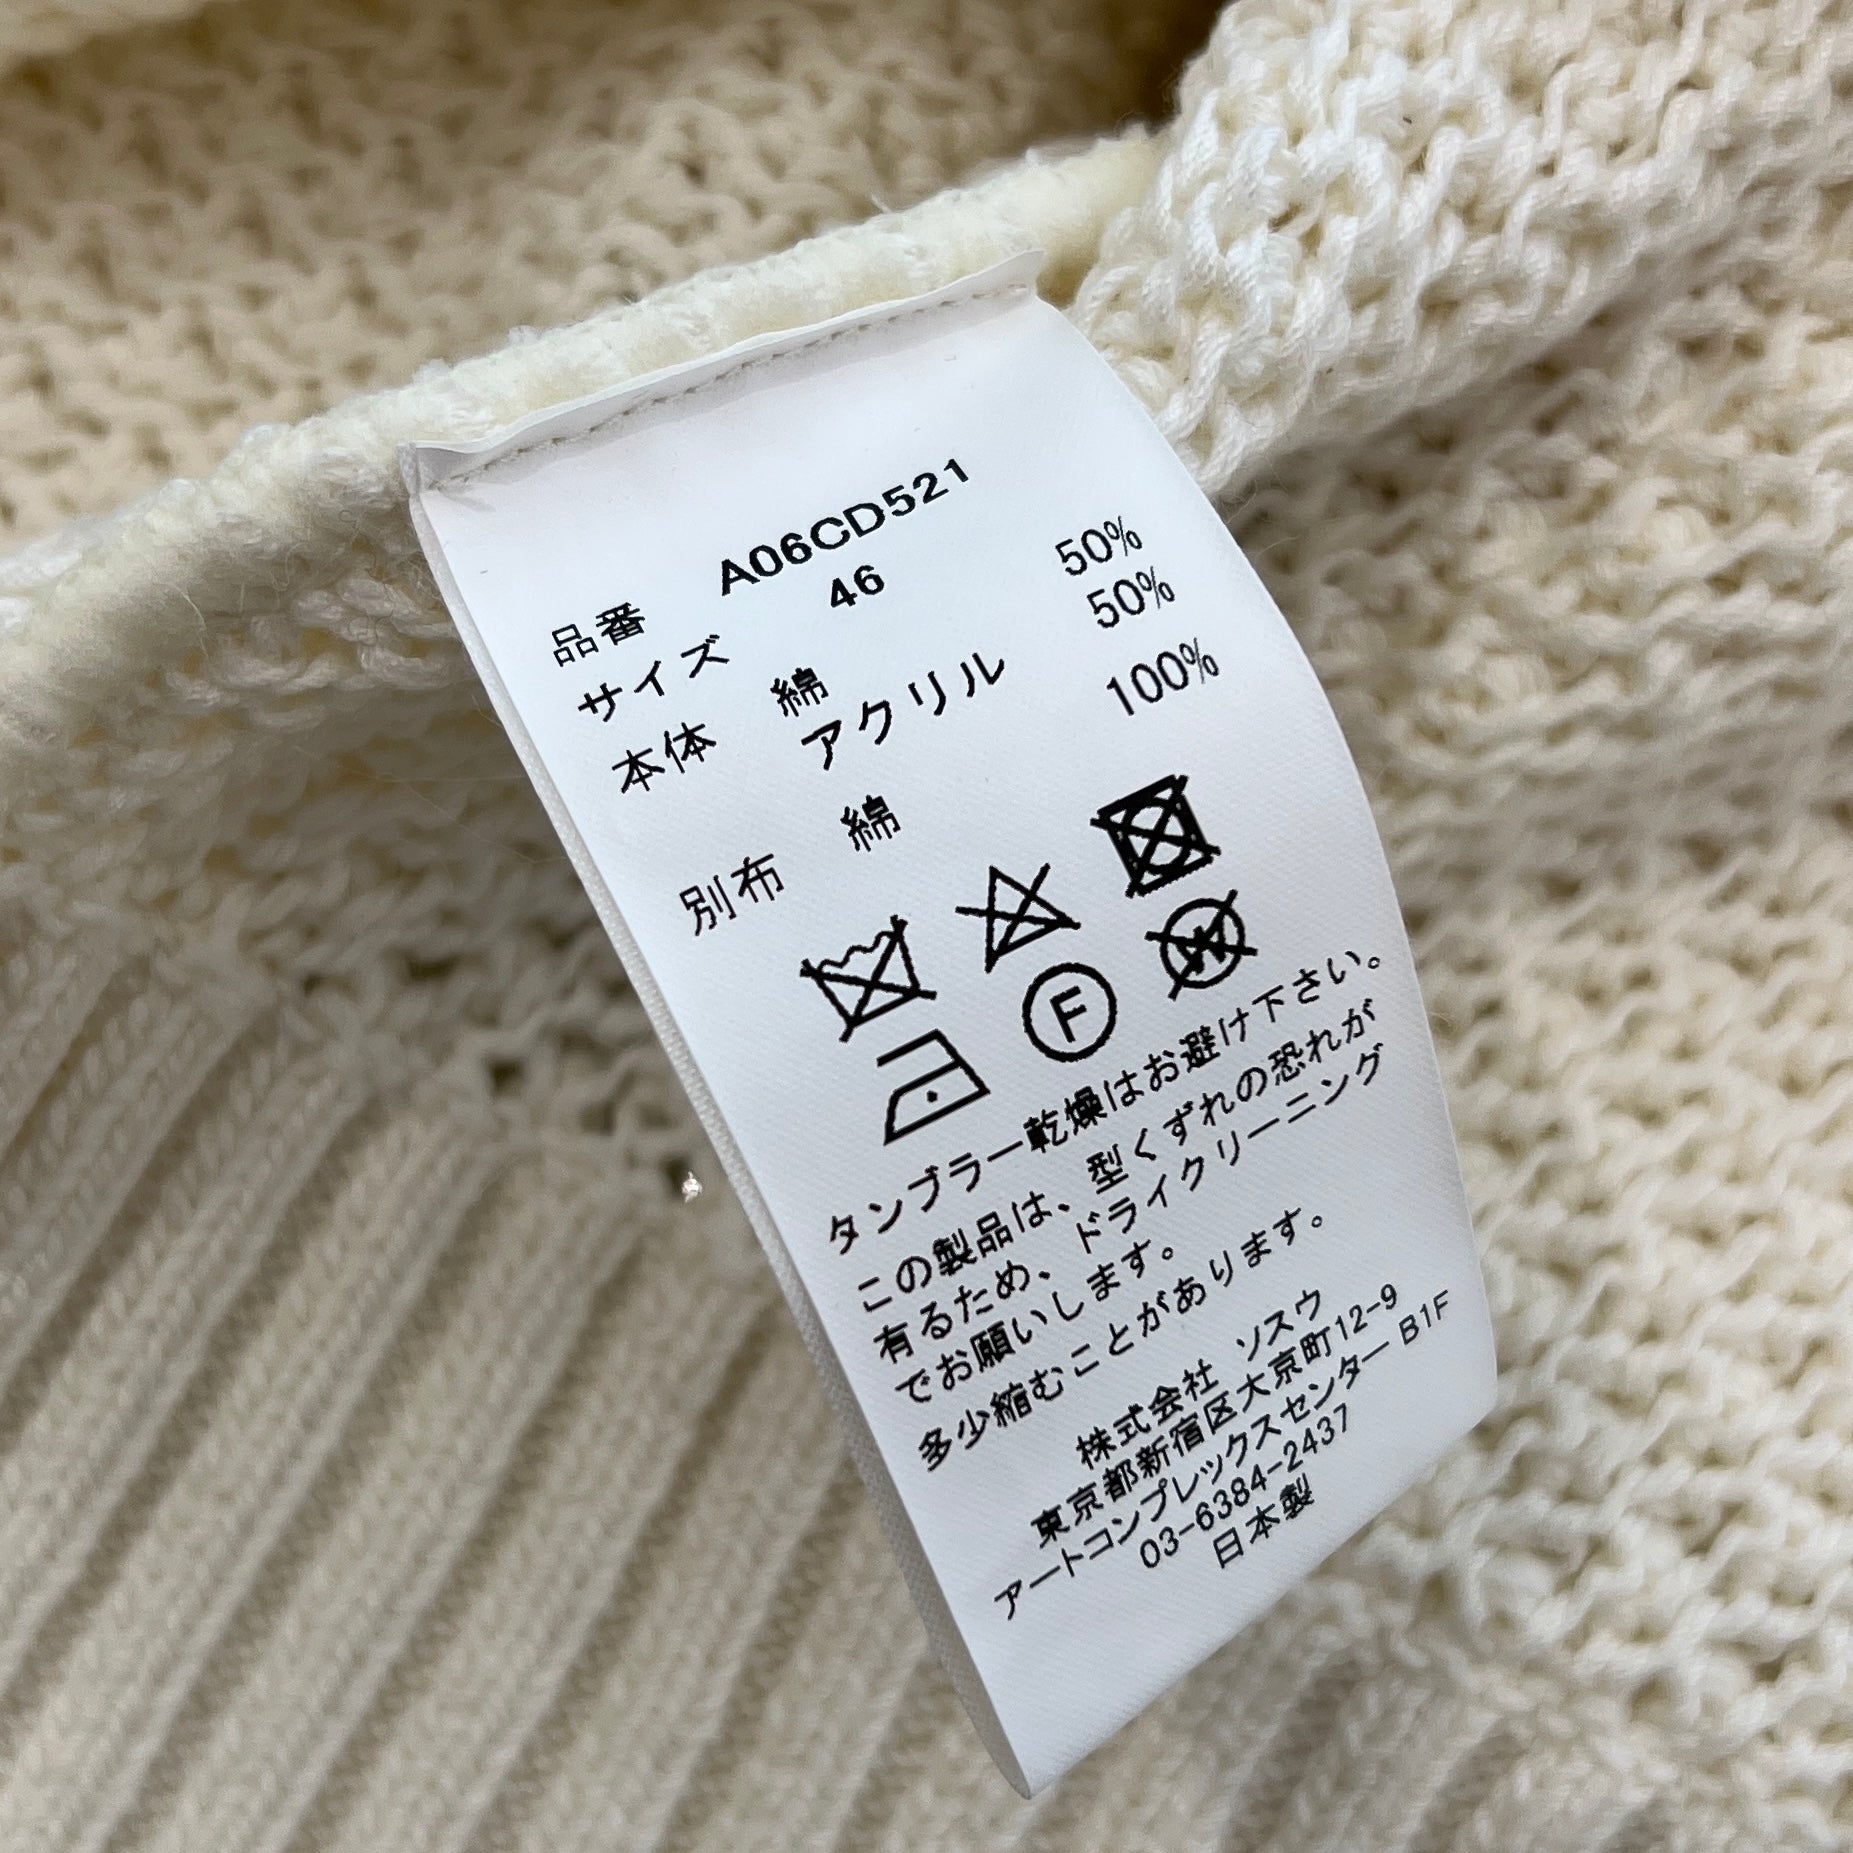 品番 A06CD521
サイズ 46
本体 綿 50%
アクリル 50%
別布 綿 100%
F W
タンブラー乾燥はお避け下さい。
この製品は、型くずれの恐れが
有るため、ドライクリーニング
でお願いします。
多少縮むことがあります。
株式会社 ソスウ
東京都新宿区大京町12-9
アートコンプレックスセンター B1F
03-6384-2437
日本製